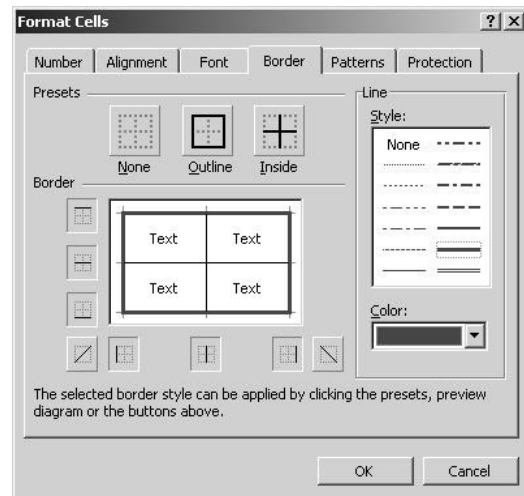 Format Cells
Number Alignment Font Border Patterns Protection
Presets
None Outline Inside
Border
Text Text
Text Text
Line
Style:
None
Color:
The selected border style can be applied by clicking the presets, preview
diagram or the buttons above.
OK Cancel